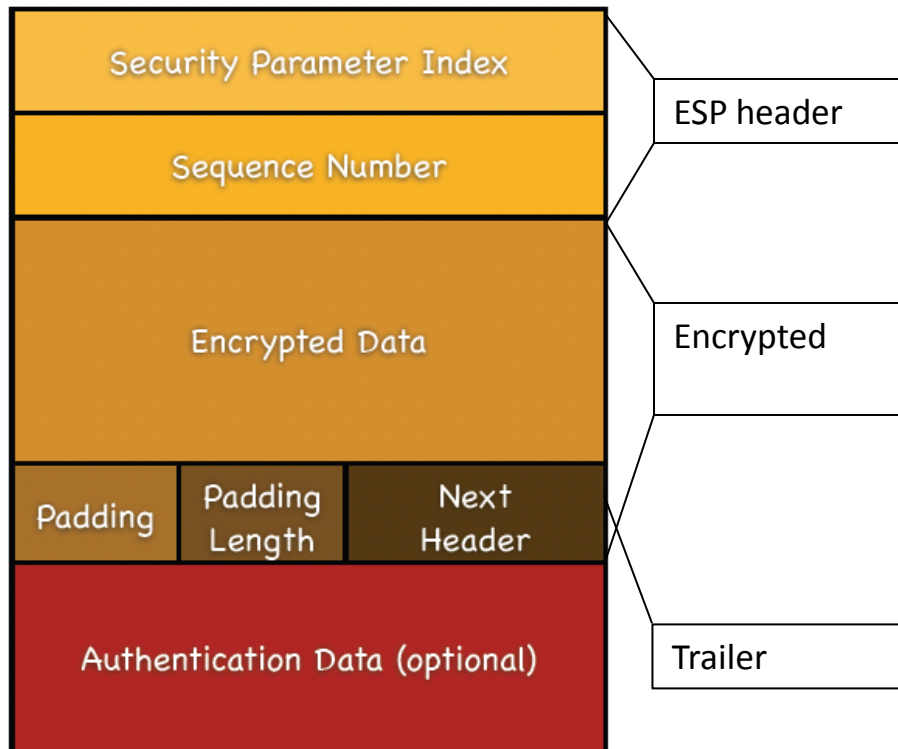 Security Parameter Index
ESP header
Sequence Number
Encrypted Data
Encrypted
Padding
Padding
Length
Next
Header
Authentication Data (optional)
Trailer